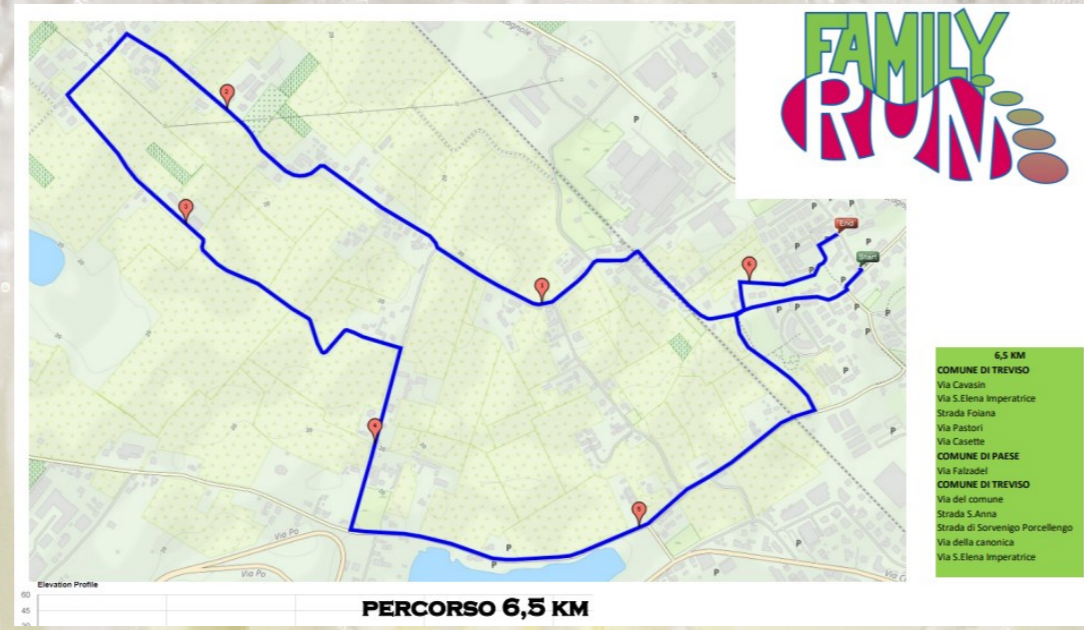 FAMILY
RUN
End
Start
1
2
3
4
5
6
P
P
P
P
P
P
P
P
P
P
P
P
P
P
Via Po
Via Po
6,5 KM
COMUNE DI TREVISO
Via Cavasin
Via S.Elena Imperatrice
Strada Foiana
Via Pastori
Via Casette
COMUNE DI PAESE
Via Falzadel
COMUNE DI TREVISO
Via del comune
Strada S.Anna
Strada di Sorvenigo Porcellengo
Via della canonica
Via S.Elena Imperatrice
Elevation Profile
60
45
PERCORSO 6,5 KM